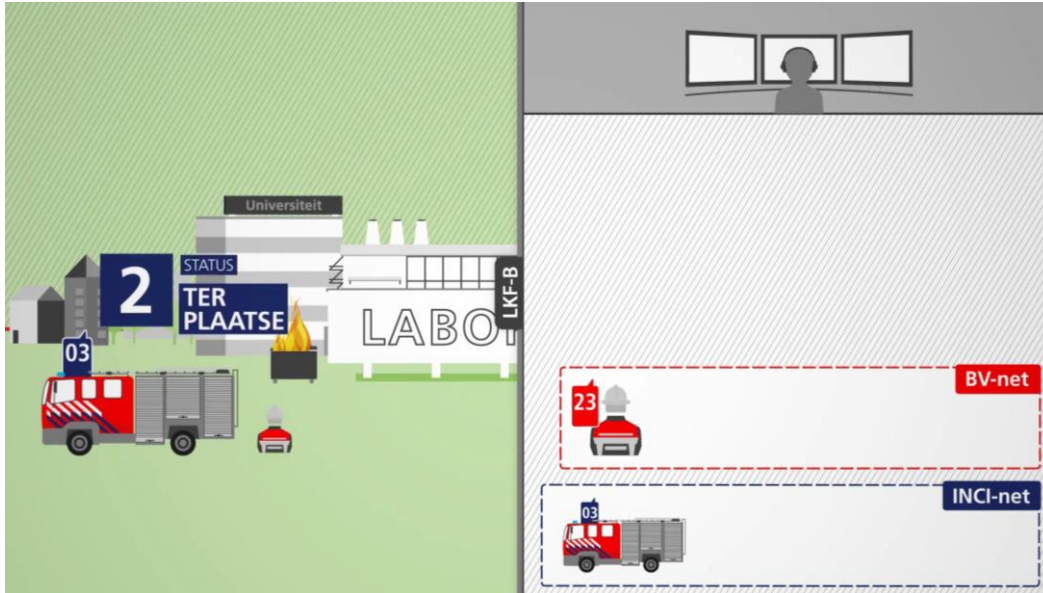 Universiteit
2
STATUS
TER
PLAATSE
LABO
LKF-B
03
23
BV-net
INCI-net
03